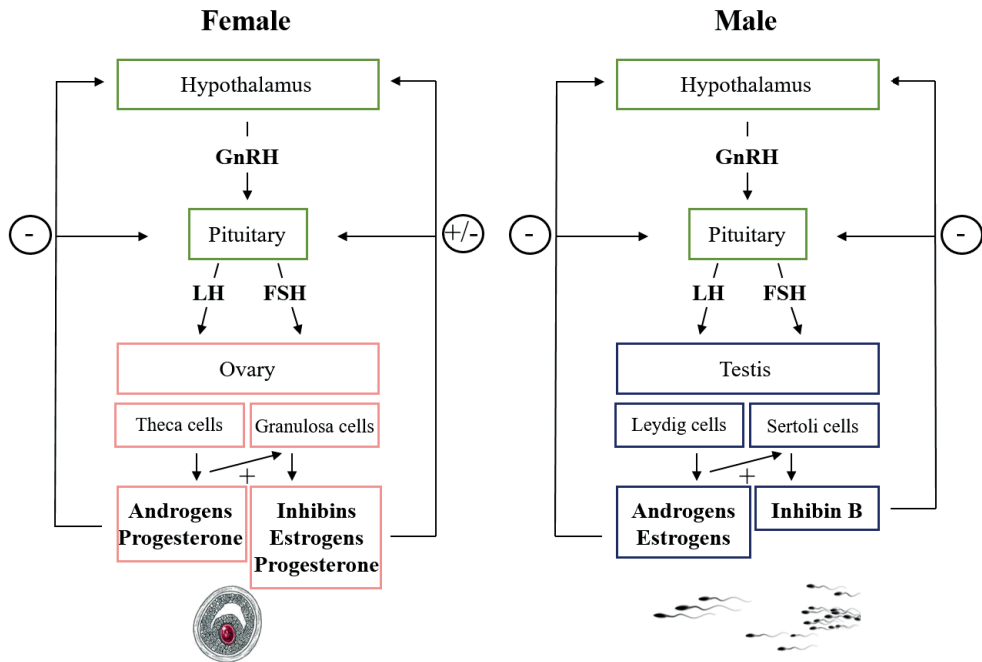 Female
Hypothalamus
GnRH
-
+/-
Pituitary
LH FSH
Ovary
Theca cells Granulosa cells
+
Androgens
Progesterone
Inhibins
Estrogens
Progesterone
Male
Hypothalamus
GnRH
-
-
Pituitary
LH FSH
Testis
Leydig cells Sertoli cells
+
Androgens
Estrogens
Inhibin B